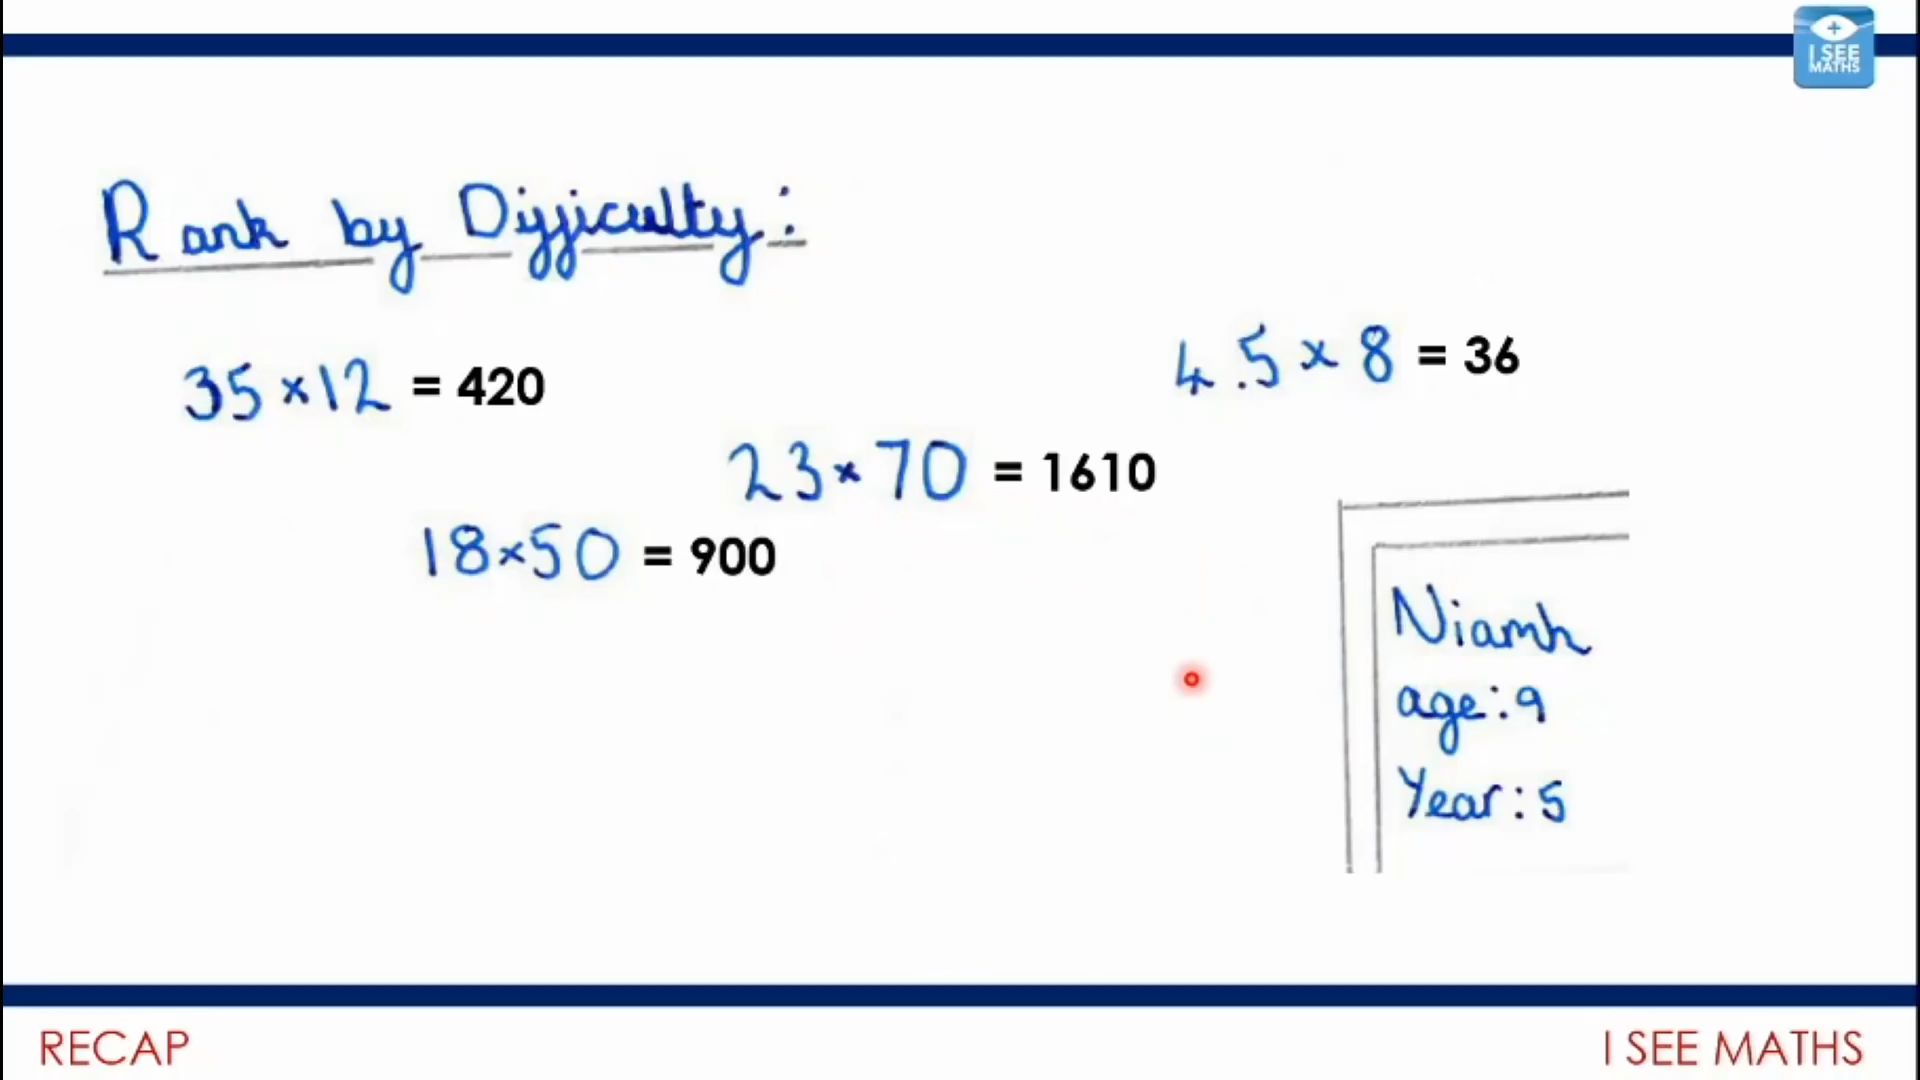 I SEE
MATHS
Rank by Difficulty:
35×12 = 420
4.5×8 = 36
23×70 = 1610
18×50 = 900
Niamh
age:9
Year:5
RECAP
I SEE MATHS